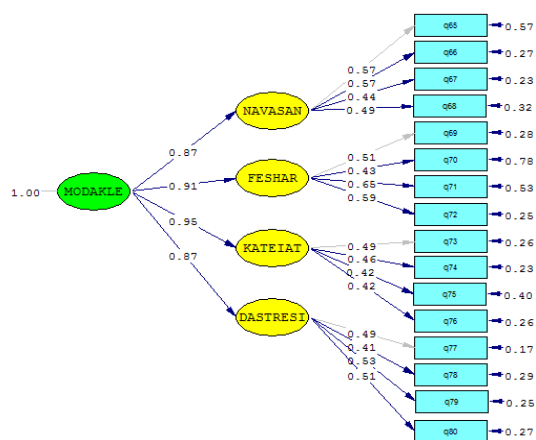 q65 0.57
q66 0.27
0.57
0.57
q67 0.23
0.44
0.49
q68 0.32
NAVASAN
q69 0.28
0.87
0.51
q70 0.78
0.43
FESHAR
0.65
q71 0.53
0.91
0.59
1.00 MODAKLE
q72 0.25
0.95
0.49
q73 0.26
KATEIAT
0.46
q74 0.23
0.42
0.87
0.42
q75 0.40
DASTRESI
q76 0.26
0.49
q77 0.17
0.41
0.53
q78 0.29
0.51
q79 0.25
q80 0.27